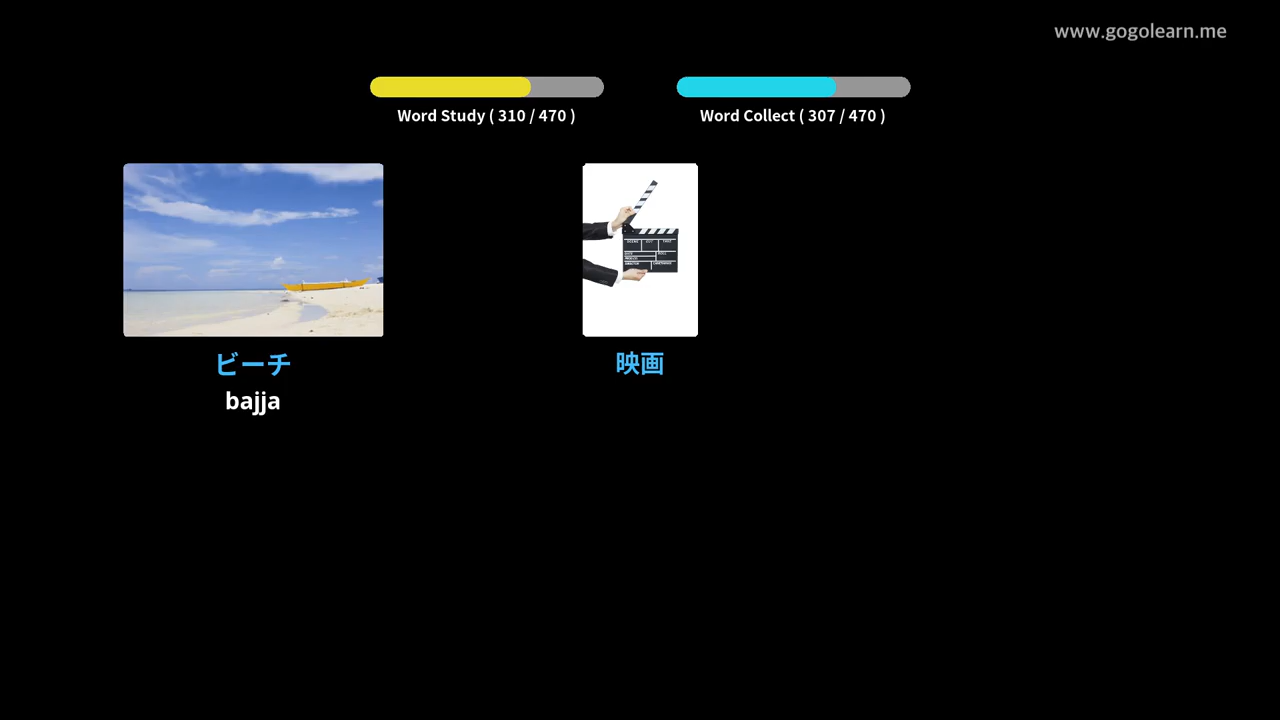 www.gogolearn.me
Word Study ( 310 / 470 )
Word Collect ( 307 / 470 )
ビーチ
bajja
映画